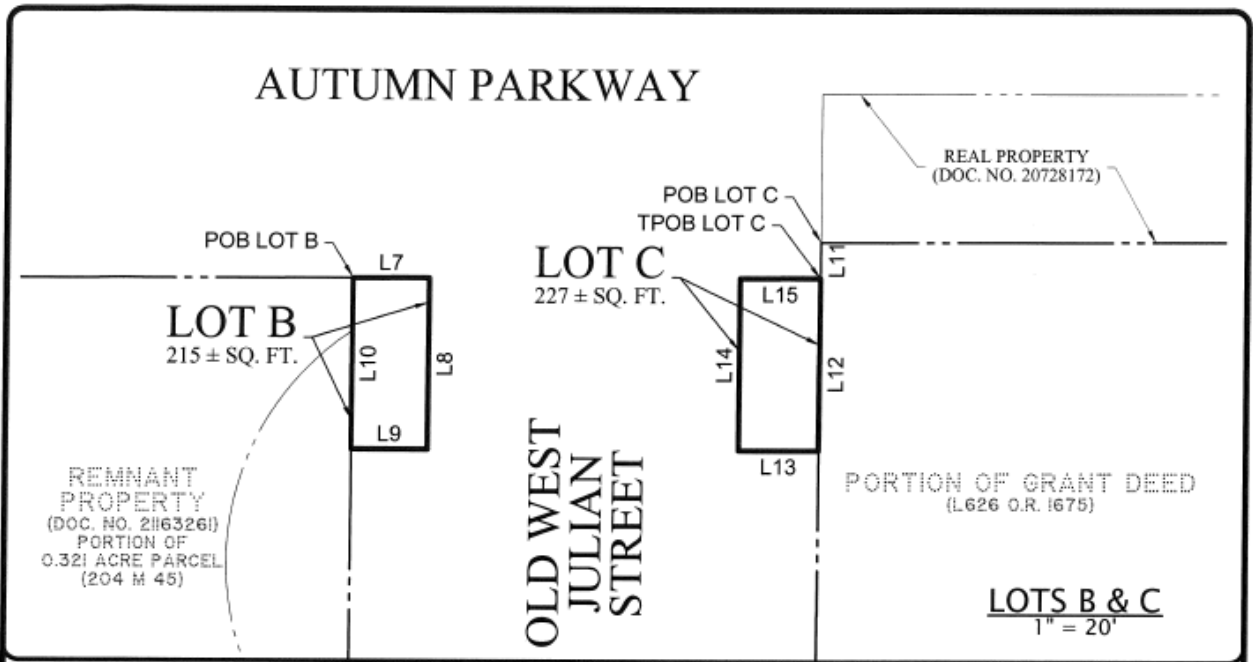 AUTUMN PARKWAY
REAL PROPERTY
(DOC. NO. 20728172)
POB LOT C
TPOB LOT C
POB LOT B
L7
LOT C
227 ± SQ. FT.
L11
L15
LOT B
215 ± SQ. FT.
L10
L8
L14
L12
L9
L13
OLD WEST
JULIAN
STREET
REMNANT
PROPERTY
(DOC. NO. 21163261)
PORTION OF
0.321 ACRE PARCEL
(204 M 45)
PORTION OF GRANT DEED
(L626 O.R. 1675)
LOTS B & C
1" = 20'